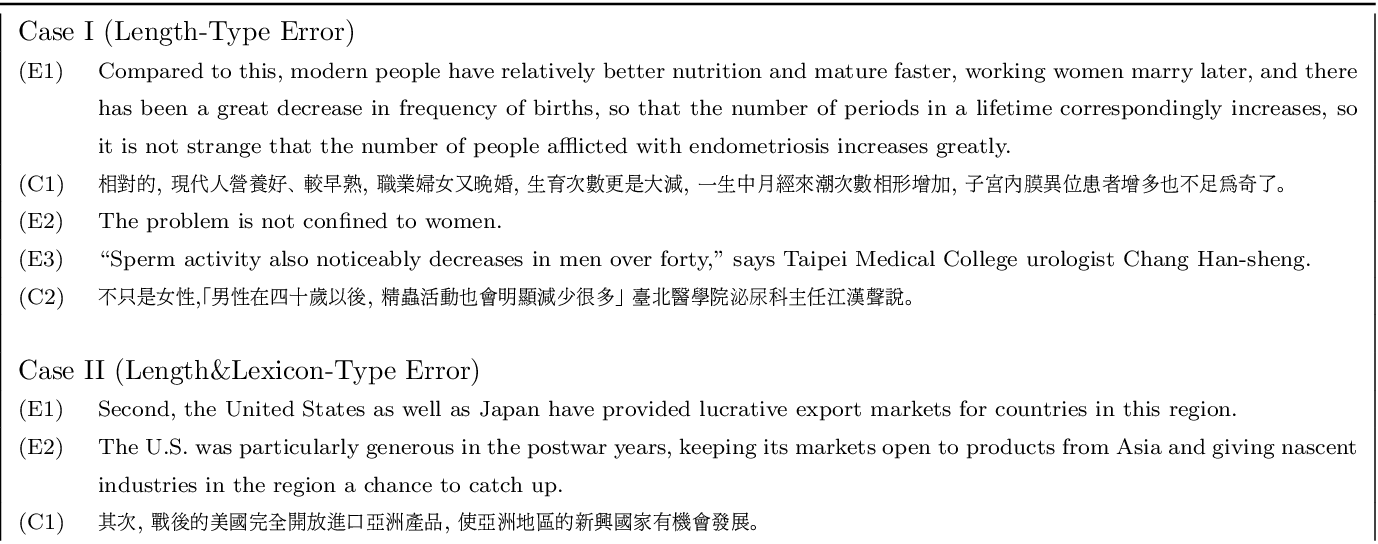 Case I (Length-Type Error)
(E1) Compared to this, modern people have relatively better nutrition and mature faster, working women marry later, and there
has been a great decrease in frequency of births, so that the number of periods in a lifetime correspondingly increases, so
it is not strange that the number of people afflicted with endometriosis increases greatly.
(C1) 相對的, 現代人營養好、較早熟, 職業婦女又晚婚, 生育次數更是大減, 一生中月經來潮次數相形增加, 子宮內膜異位患者增多也不足爲奇了。
(E2) The problem is not confined to women.
(E3) “Sperm activity also noticeably decreases in men over forty,” says Taipei Medical College urologist Chang Han-sheng.
(C2) 不只是女性,「男性在四十歲以後, 精蟲活動也會明顯減少很多」臺北醫學院泌尿科主任江漢聲說。
Case II (Length&Lexicon-Type Error)
(E1) Second, the United States as well as Japan have provided lucrative export markets for countries in this region.
(E2) The U.S. was particularly generous in the postwar years, keeping its markets open to products from Asia and giving nascent
industries in the region a chance to catch up.
(C1) 其次, 戰後的美國完全開放進口亞洲產品, 使亞洲地區的新興國家有機會發展。